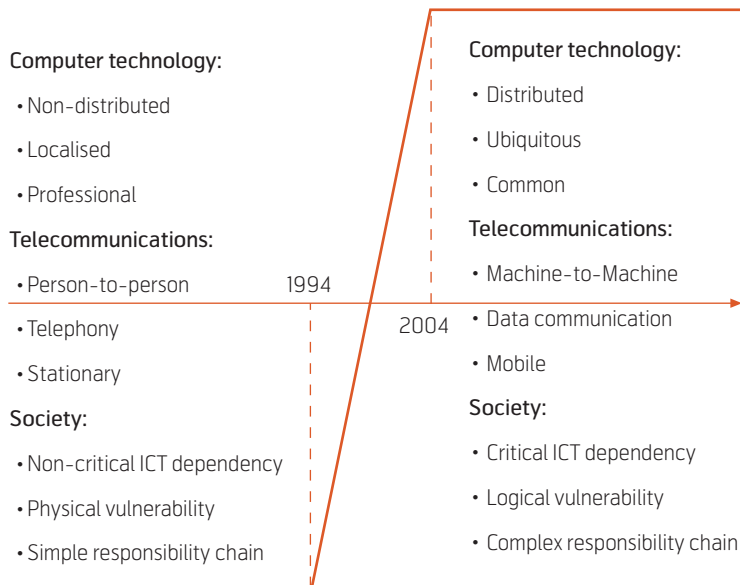 Computer technology:
• Non-distributed
• Localised
• Professional
Telecommunications:
• Person-to-person
• Telephony
• Stationary
Society:
• Non-critical ICT dependency
• Physical vulnerability
• Simple responsibility chain
1994
2004
Computer technology:
• Distributed
• Ubiquitous
• Common
Telecommunications:
• Machine-to-Machine
• Data communication
• Mobile
Society:
• Critical ICT dependency
• Logical vulnerability
• Complex responsibility chain